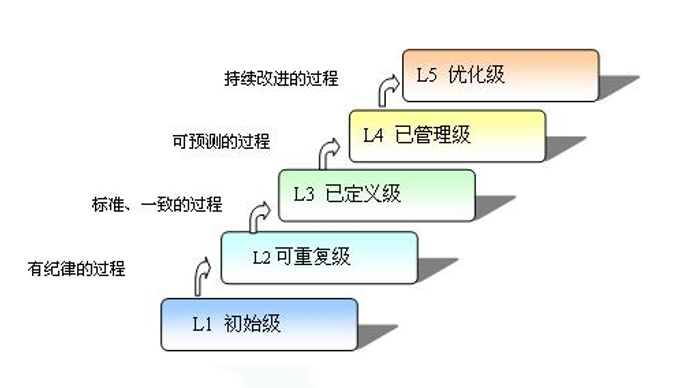 持续改进的过程
L5 优化级
可预测的过程
L4 已管理级
标准、一致的过程
L3 已定义级
有纪律的过程
L2可重复级
L1 初始级